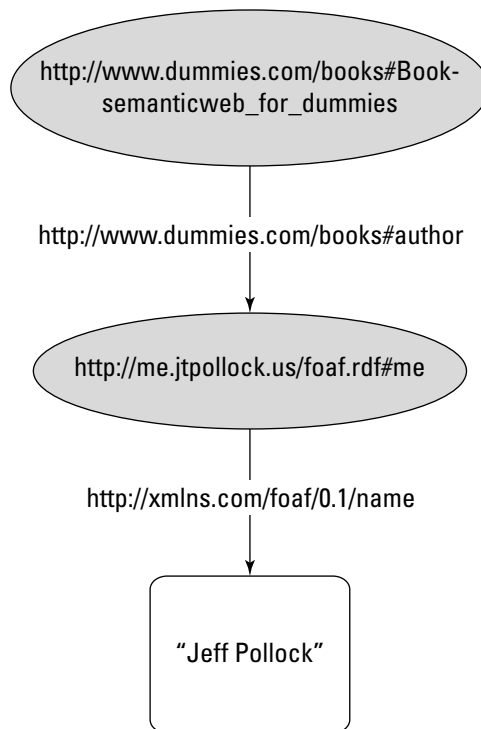 http://www.dummies.com/books#Book-
semanticweb_for_dummies
http://www.dummies.com/books#author
http://me.jtpollock.us/foaf.rdf#me
http://xmlns.com/foaf/0.1/name
“Jeff Pollock”